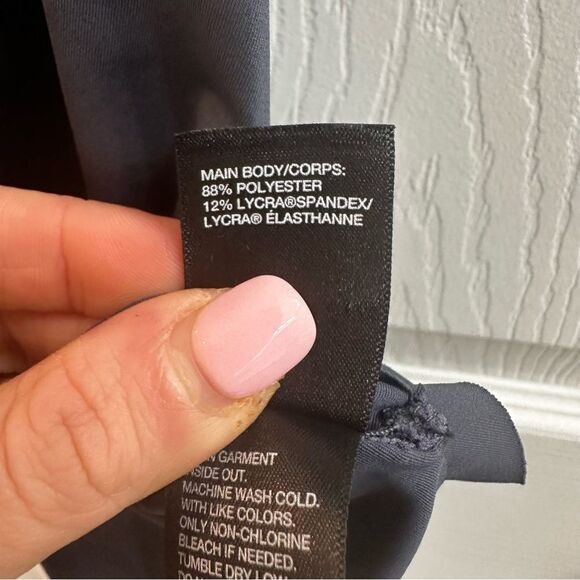 MAIN BODY/CORPS:
88% POLYESTER
12% LYCRA®SPANDEX/
LYCRA® ÉLASTHANNE
GARMENT
OUT.
MACHINE WASH COLD.
WITH LIKE COLORS.
ONLY NON-CHLORINE
BLEACH IF NEEDED.
TUMBLE DRY LOW